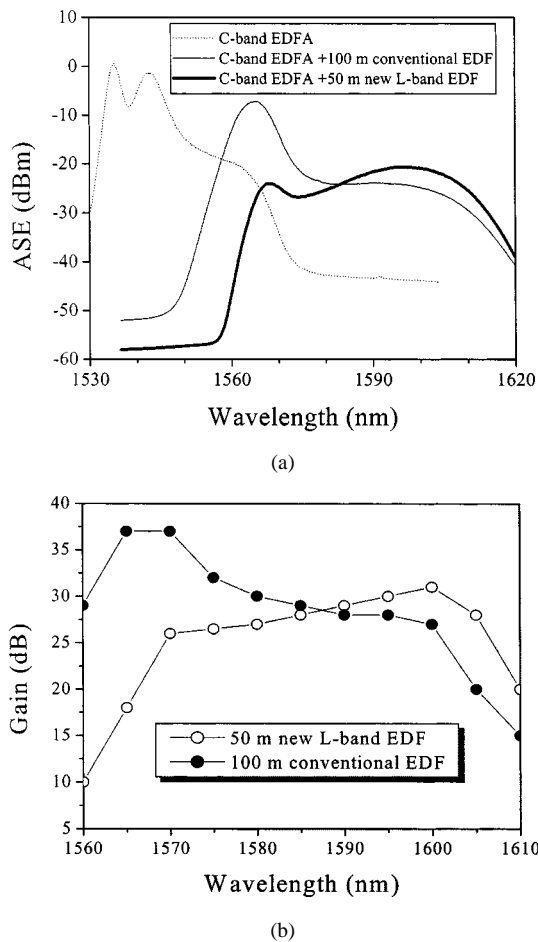 C-band EDFA
C-band EDFA +100 m conventional EDF
C-band EDFA +50 m new L-band EDF
0
-10
-20
-30
-40
-50
-60
ASE (dBm)
1530 1560 1590 1620
Wavelength (nm)
(a)
40
35
30
25
20
15
10
5
Gain (dB)
50 m new L-band EDF
100 m conventional EDF
1560 1570 1580 1590 1600 1610
Wavelength (nm)
(b)